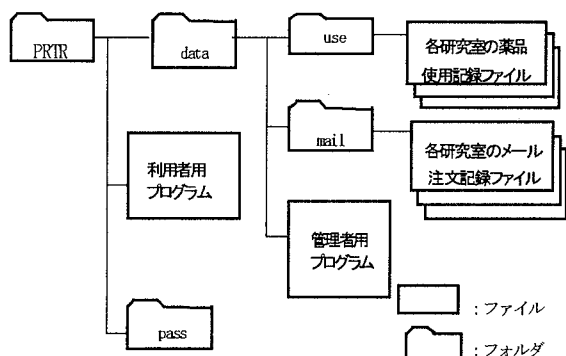 PRTR
data
use
各研究室の薬品
使用記録ファイル
mail
各研究室のメール
注文記録ファイル
利用者用
プログラム
管理者用
プログラム
pass
:ファイル
:フォルダ